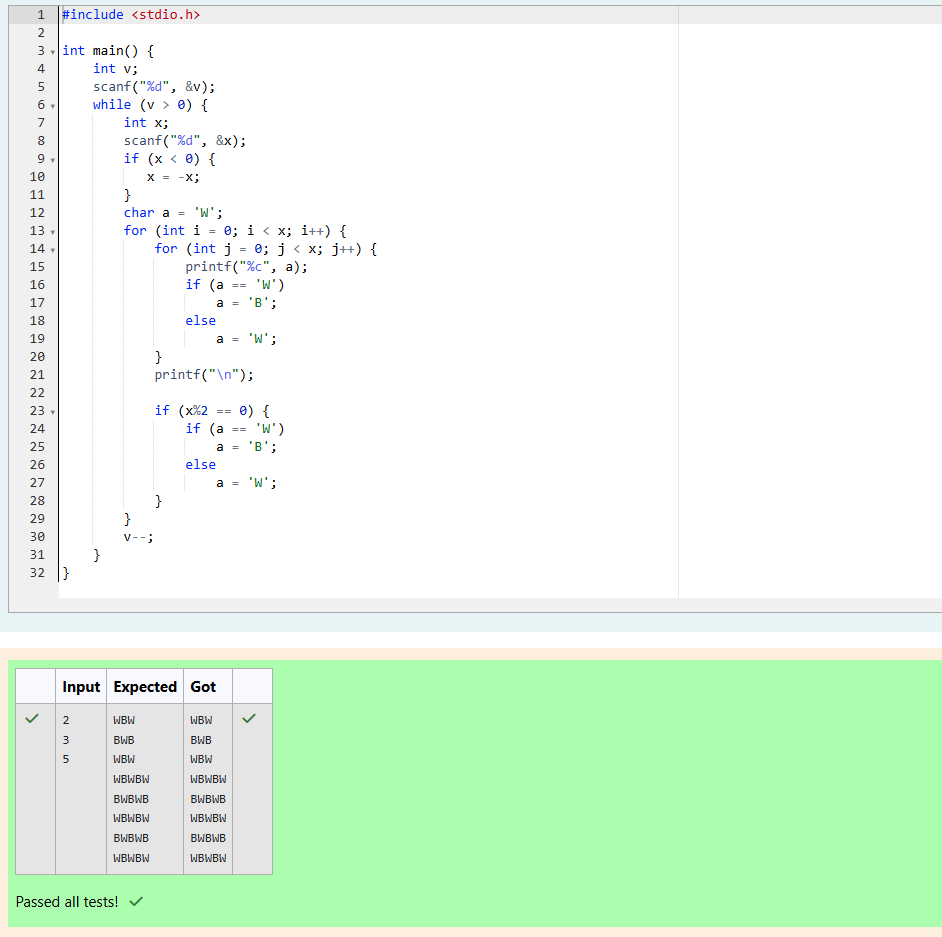 1 #include <stdio.h>
2
3 int main() {
4     int v;
5     scanf("%d", &v);
6     while (v > 0) {
7         int x;
8         scanf("%d", &x);
9         if (x < 0) {
10            x = -x;
11        }
12        char a = 'W';
13        for (int i = 0; i < x; i++) {
14            for (int j = 0; j < x; j++) {
15                printf("%c", a);
16                if (a == 'W')
17                    a = 'B';
18                else
19                    a = 'W';
20            }
21            printf("\n");
22
23            if (x%2 == 0) {
24                if (a == 'W')
25                    a = 'B';
26                else
27                    a = 'W';
28            }
29        }
30        v--;
31    }
32 }
Input Expected Got
2 WBW WBW
3 BWB BWB
5 WBW WBW
WBWBW WBWBW
BWBWB BWBWB
WBWBW WBWBW
BWBWB BWBWB
WBWBW WBWBW
Passed all tests!